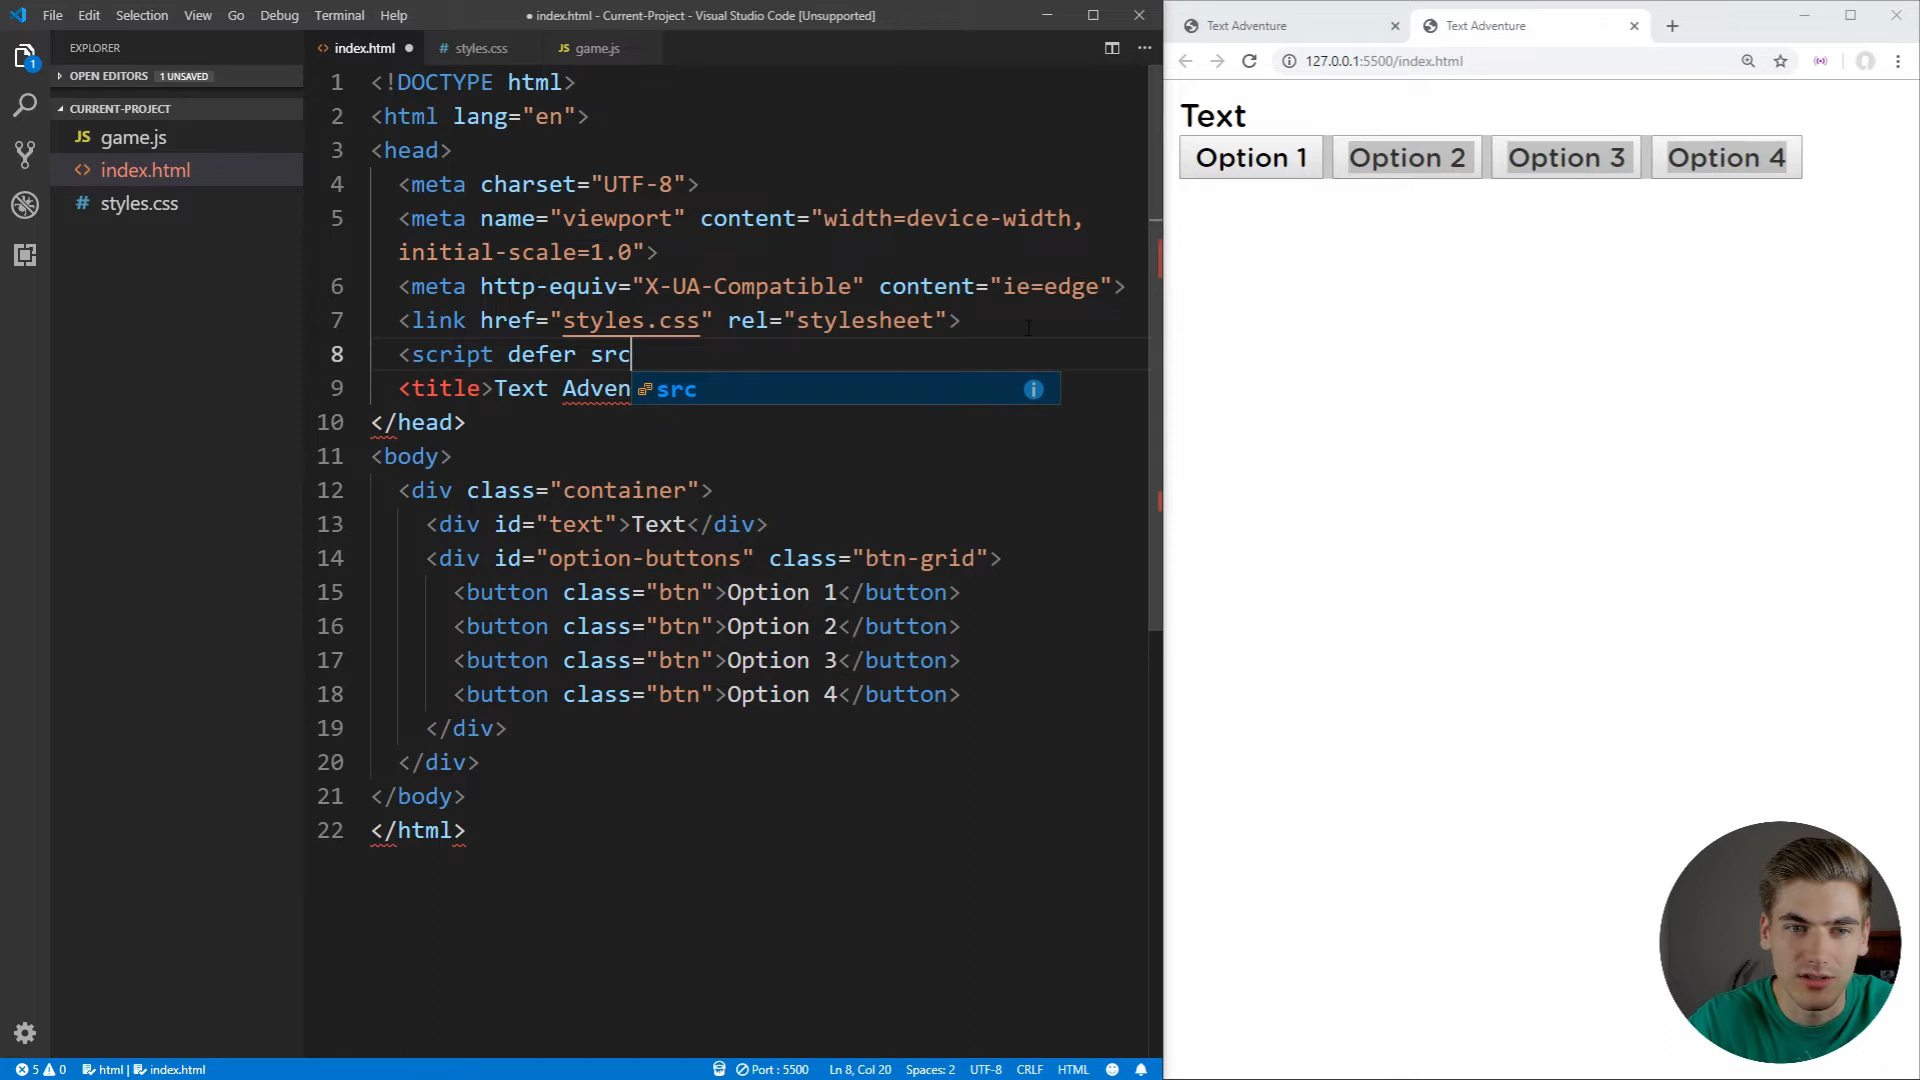 File Edit Selection View Go Debug Terminal Help
● index.html - Current-Project - Visual Studio Code [Unsupported]
EXPLORER
OPEN EDITORS 1 UNSAVED
CURRENT-PROJECT
JS game.js
<> index.html
# styles.css
1
<> index.html ● # styles.css JS game.js
1 <!DOCTYPE html>
2 <html lang="en">
3 <head>
4 <meta charset="UTF-8">
5 <meta name="viewport" content="width=device-width,
initial-scale=1.0">
6 <meta http-equiv="X-UA-Compatible" content="ie=edge">
7 <link href="styles.css" rel="stylesheet">
8 <script defer src
9 <title>Text Adven
src
10 </head>
11 <body>
12 <div class="container">
13 <div id="text">Text</div>
14 <div id="option-buttons" class="btn-grid">
15 <button class="btn">Option 1</button>
16 <button class="btn">Option 2</button>
17 <button class="btn">Option 3</button>
18 <button class="btn">Option 4</button>
19 </div>
20 </div>
21 </body>
22 </html>
5 0 html | index.html Port : 5500 Ln 8, Col 20 Spaces: 2 UTF-8 CRLF HTML
Text Adventure Text Adventure
127.0.0.1:5500/index.html
Text
Option 1 Option 2 Option 3 Option 4